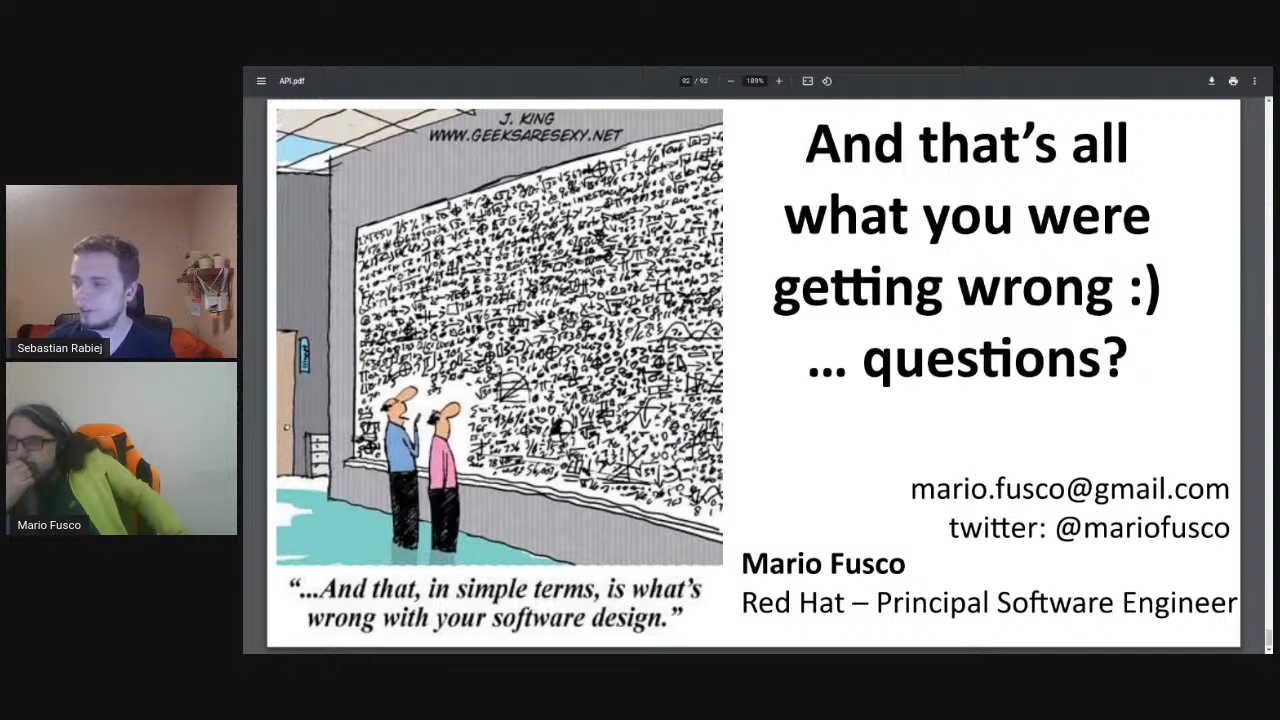 API.pdf
92 / 92
189%
J. KING
WWW.GEEKSARESEXY.NET
And that’s all
what you were
getting wrong :)
... questions?
Sebastian Rabiej
Mario Fusco
mario.fusco@gmail.com
twitter: @mariofusco
Mario Fusco
Red Hat – Principal Software Engineer
“...And that, in simple terms, is what’s
wrong with your software design.”